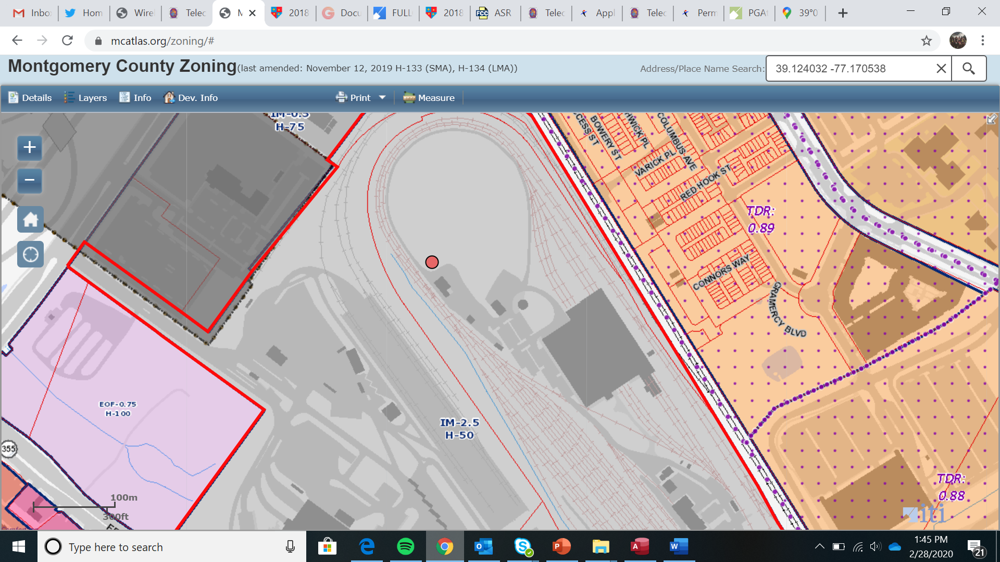 Inbo
Hom
Wirel
Telec
M
2018
Docu
FULL
2018
FCC
ASR
Telec
Appl
Telec
Perm
PGAt
39°0
mcatlas.org/zoning/#
Montgomery County Zoning (last amended: November 12, 2019 H-133 (SMA), H-134 (LMA))
Address/Place Name Search:
39.124032 -77.170538
Details
Layers
Info
Dev. Info
Print
Measure
IM-0.5
H-75
CESS ST
BOWERY ST
HWICK PL
COLUMBUS AVE
VARICK PL
RED HOOK ST
TDR:
0.89
CONNORS WAY
GRAMERCY BLVD
EOF-0.75
H-100
IM-2.5
H-50
355
TDR:
0.88
100m
300ft
iti
Type here to search
1:45 PM
2/28/2020
21